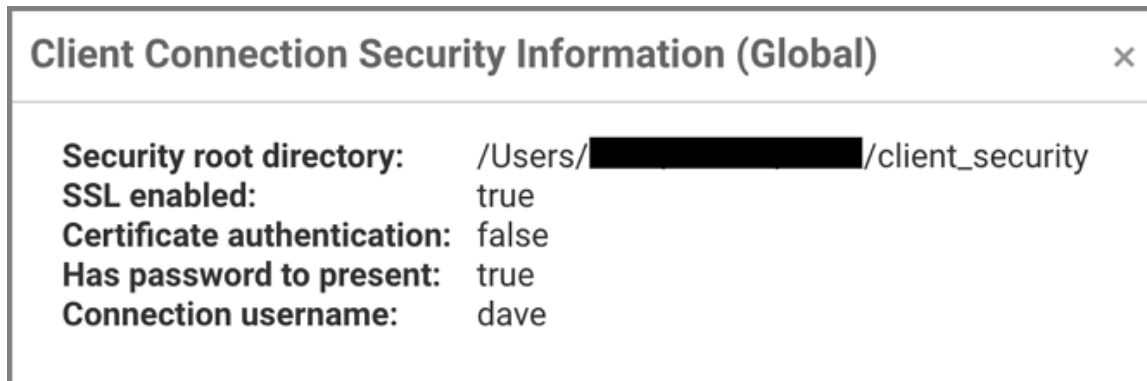 Client Connection Security Information (Global) ×
Security root directory: /Users/ /client_security
SSL enabled: true
Certificate authentication: false
Has password to present: true
Connection username: dave